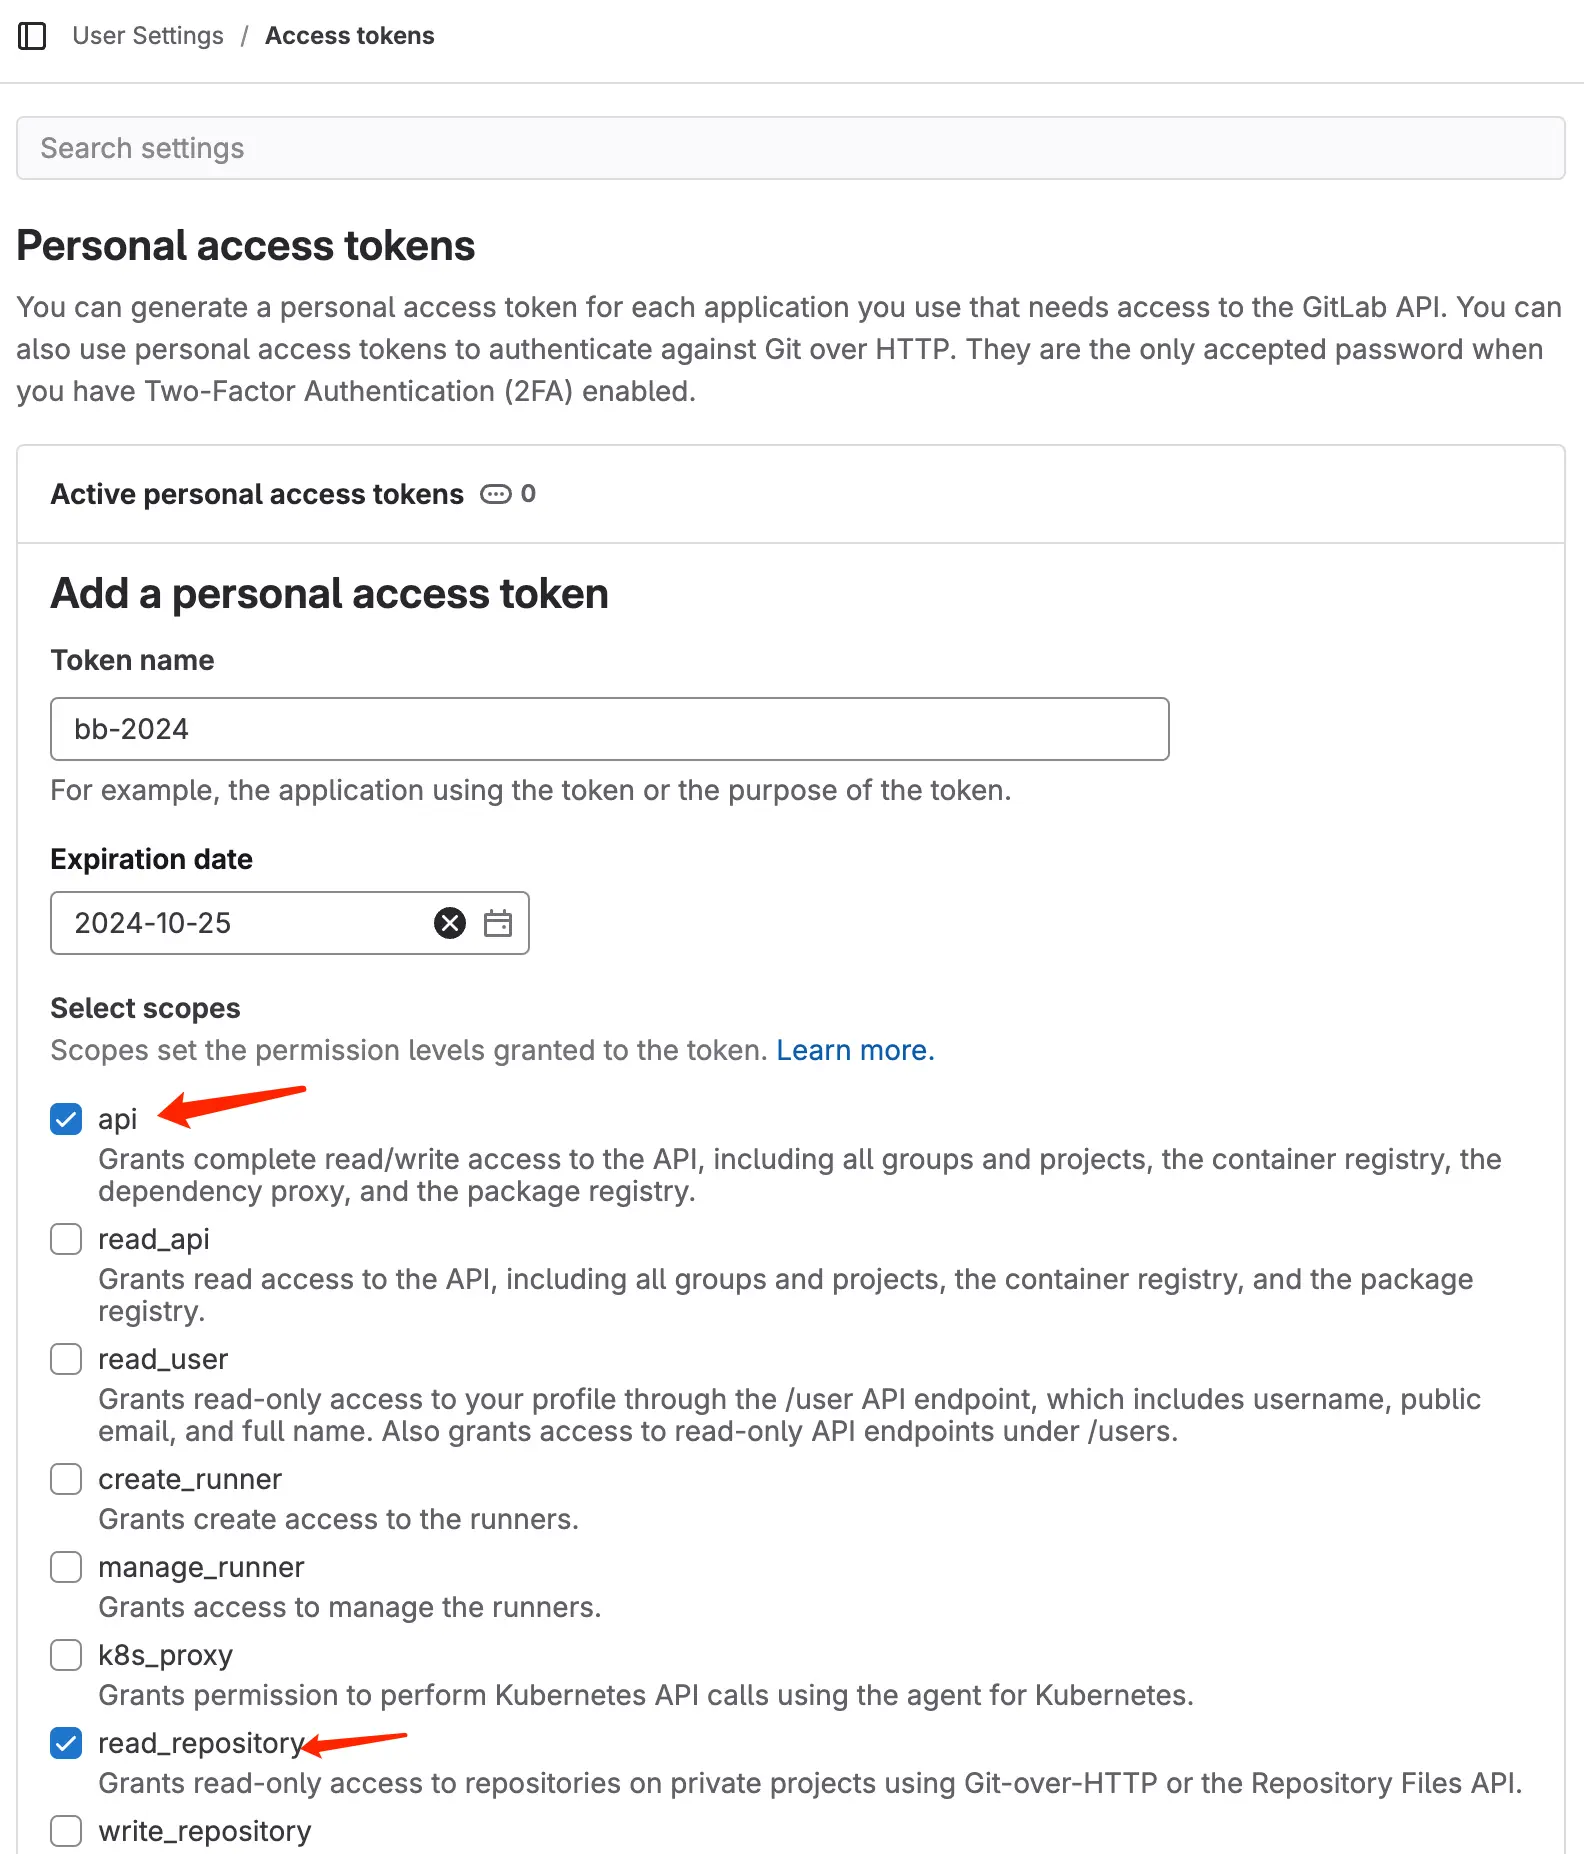 User Settings / Access tokens
Search settings
Personal access tokens
You can generate a personal access token for each application you use that needs access to the GitLab API. You can
also use personal access tokens to authenticate against Git over HTTP. They are the only accepted password when
you have Two-Factor Authentication (2FA) enabled.
Active personal access tokens 0
Add a personal access token
Token name
bb-2024
For example, the application using the token or the purpose of the token.
Expiration date
2024-10-25
Select scopes
Scopes set the permission levels granted to the token. Learn more.
api
Grants complete read/write access to the API, including all groups and projects, the container registry, the
dependency proxy, and the package registry.
read_api
Grants read access to the API, including all groups and projects, the container registry, and the package
registry.
read_user
Grants read-only access to your profile through the /user API endpoint, which includes username, public
email, and full name. Also grants access to read-only API endpoints under /users.
create_runner
Grants create access to the runners.
manage_runner
Grants access to manage the runners.
k8s_proxy
Grants permission to perform Kubernetes API calls using the agent for Kubernetes.
read_repository
Grants read-only access to repositories on private projects using Git-over-HTTP or the Repository Files API.
write_repository